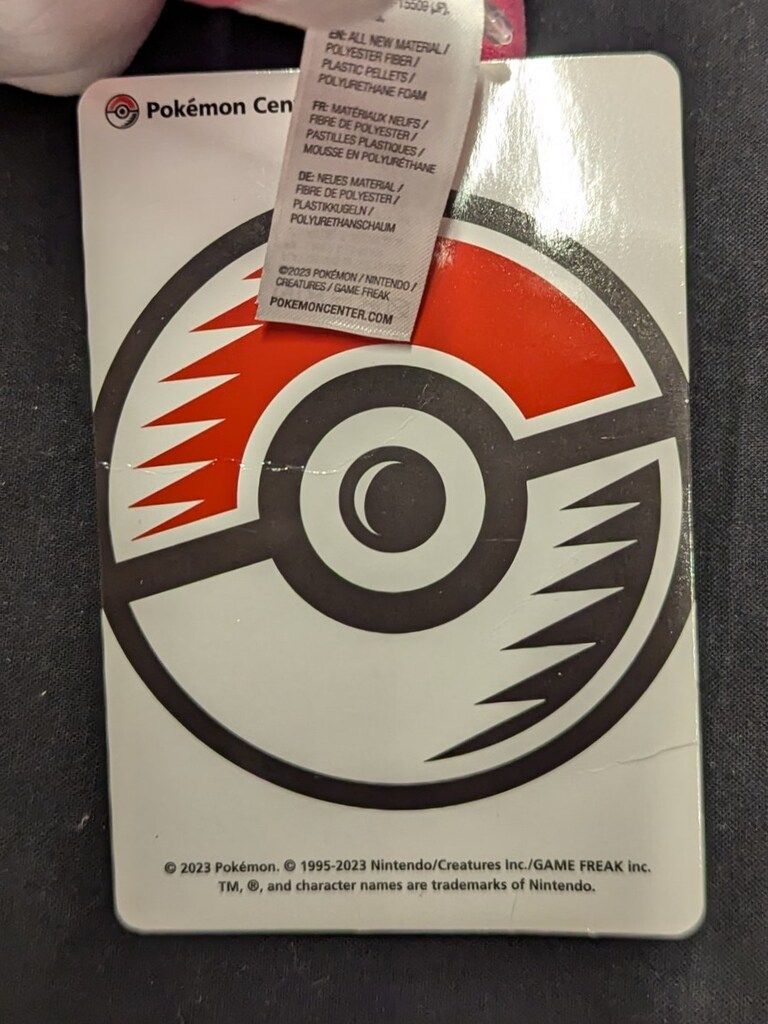 15509 (JP),
EN: ALL NEW MATERIAL /
POLYESTER FIBER /
PLASTIC PELLETS /
POLYURETHANE FOAM
FR: MATÉRIAUX NEUFS /
FIBRE DE POLYESTER /
PASTILLES PLASTIQUES /
MOUSSE EN POLYURÉTHANE
DE: NEUES MATERIAL /
FIBRE DE POLYESTER /
PLASTIKKUGELN /
POLYURETHANSCHAUM
©2023 POKÉMON / NINTENDO /
CREATURES / GAME FREAK
POKEMONCENTER.COM
Pokémon Cen
© 2023 Pokémon. © 1995-2023 Nintendo/Creatures Inc./GAME FREAK inc.
TM, ®, and character names are trademarks of Nintendo.